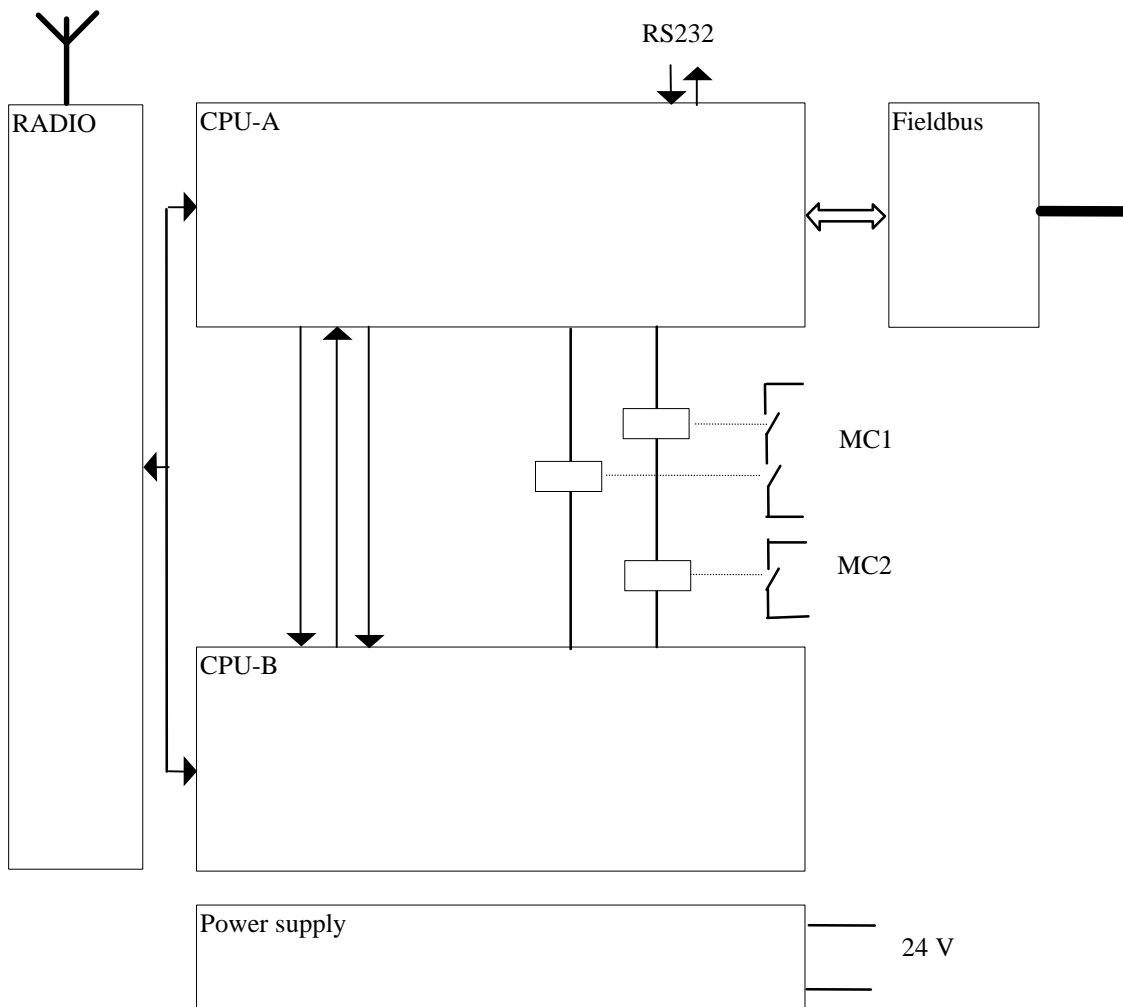 RS232
RADIO
CPU-A
Fieldbus
MC1
MC2
CPU-B
Power supply
24 V